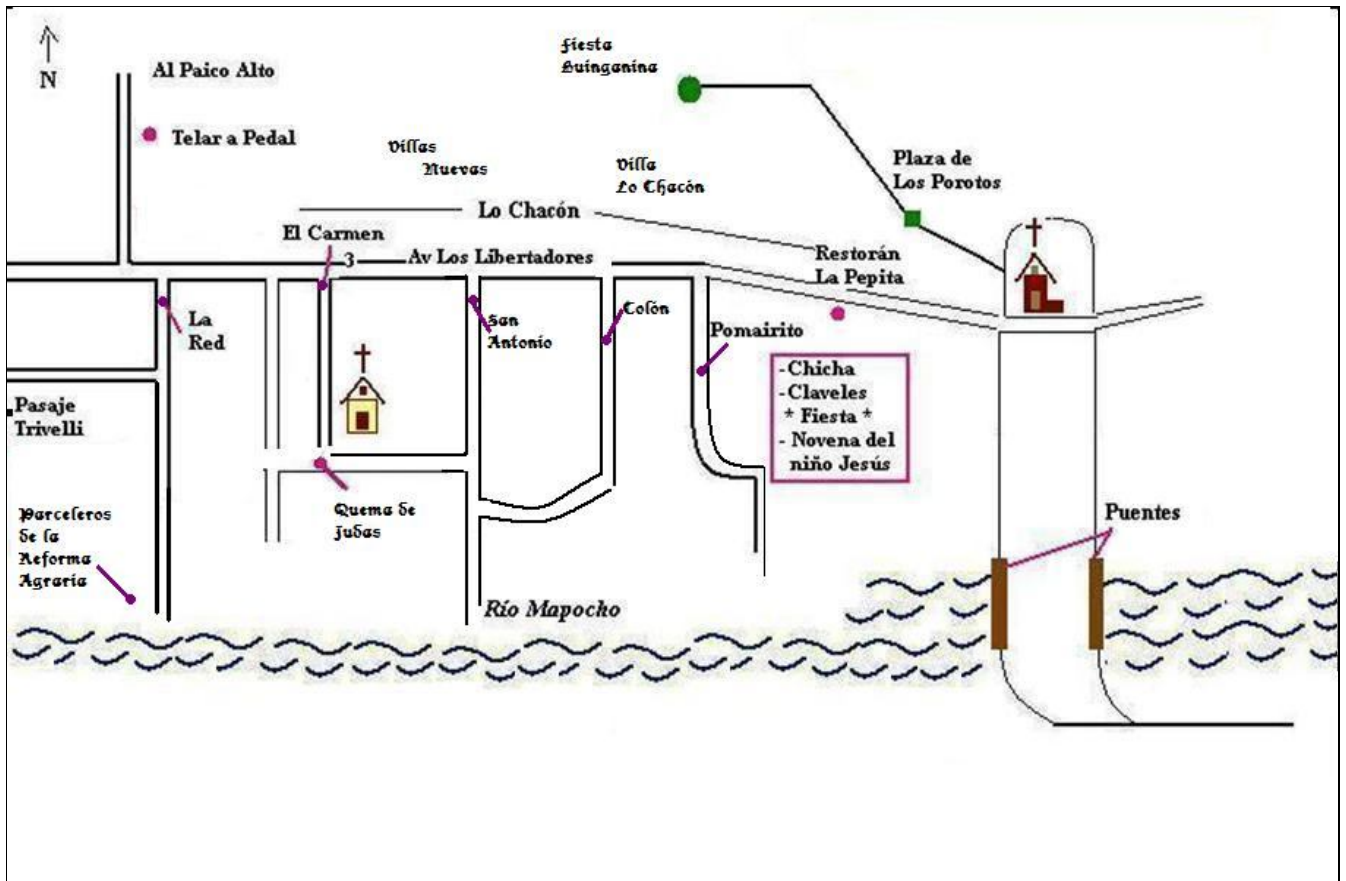 N
Al Paico Alto
Telar a Pedal
Fiesta
Huinganina
Villas
Nuevas
Villa
Lo Chacón
Plaza de
Los Porotos
Lo Chacón
El Carmen
3
Av Los Libertadores
Restorán
La Pepita
La
Red
San
Antonio
Colón
Pomairito
-Chicha
-Claveles
* Fiesta *
- Novena del
niño Jesús
Pasaje
Trivelli
Parceleros
de la
Reforma
Agraria
Quema de
Judas
Puentes
Río Mapocho